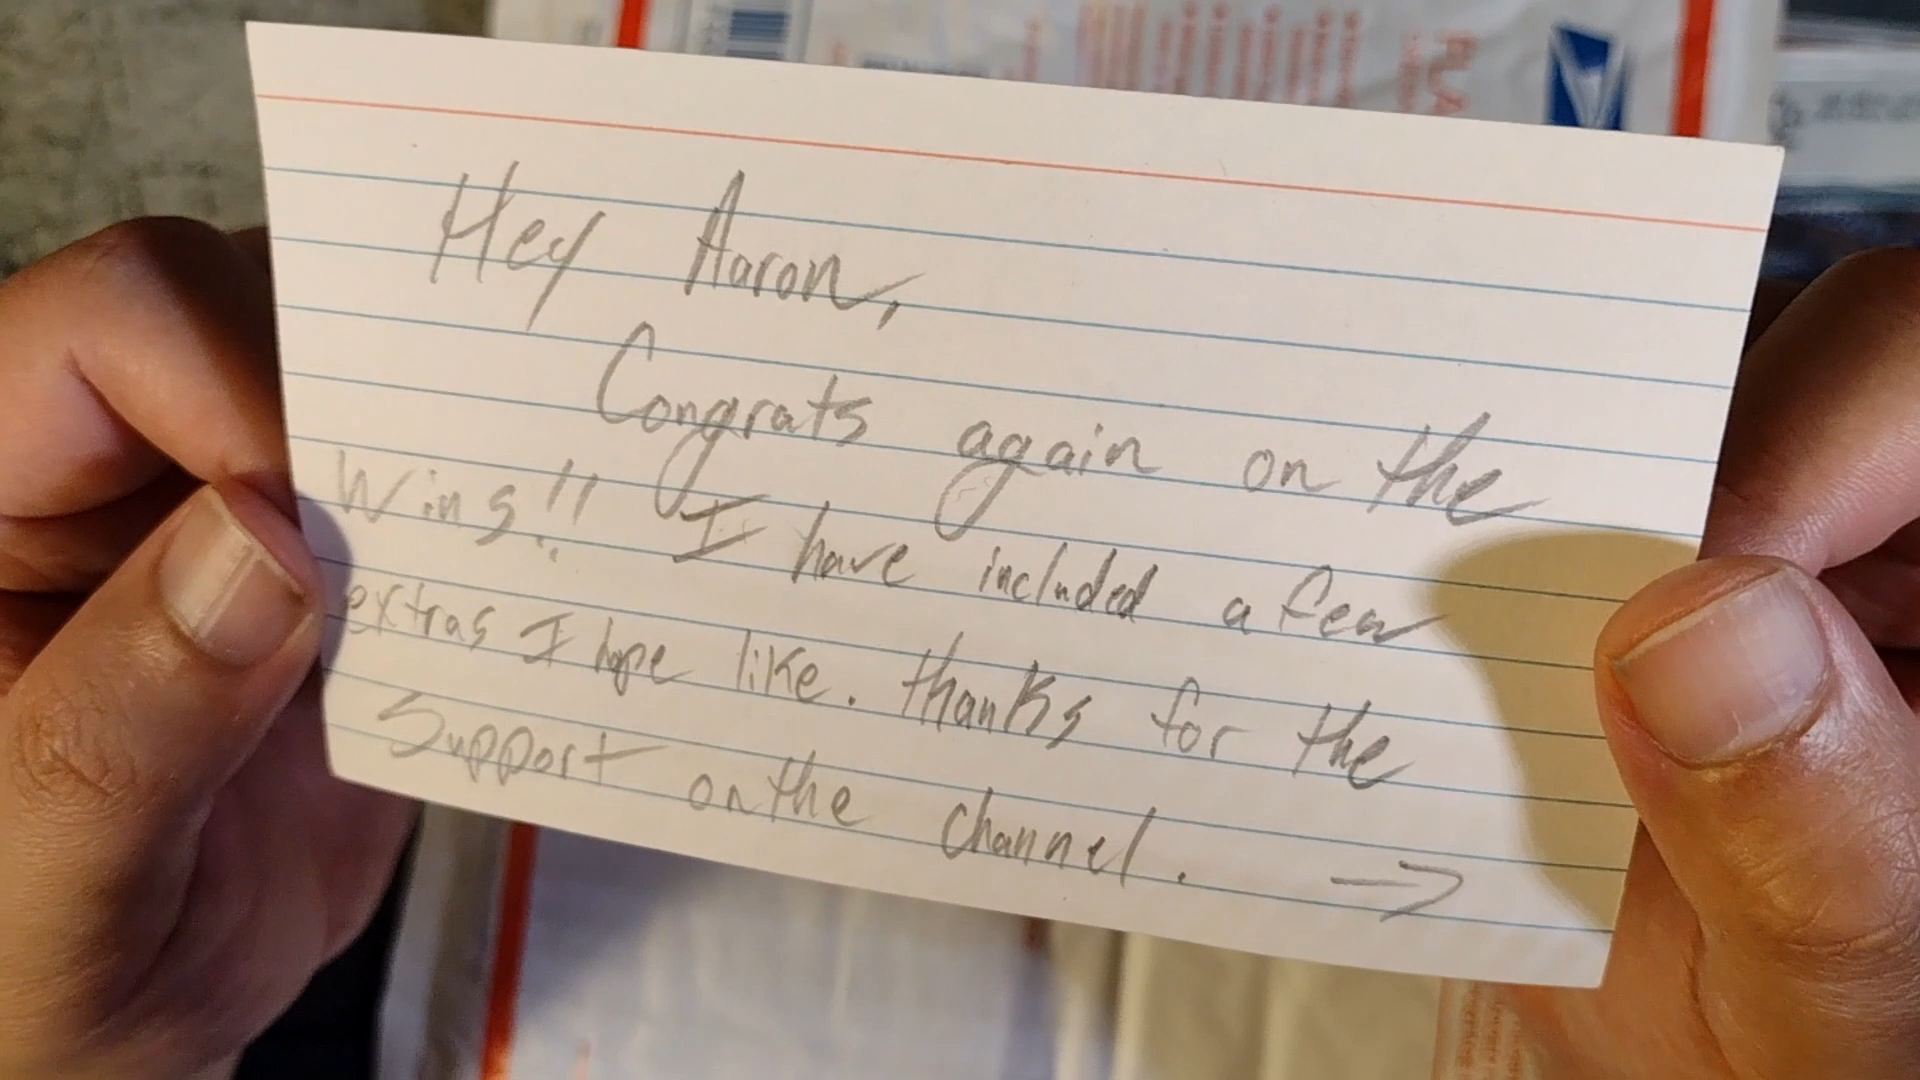 Hey Aaron,
Congrats again on the
Wins!! I have included a few
extras I hope like. thanks for the
Support on the channel. →